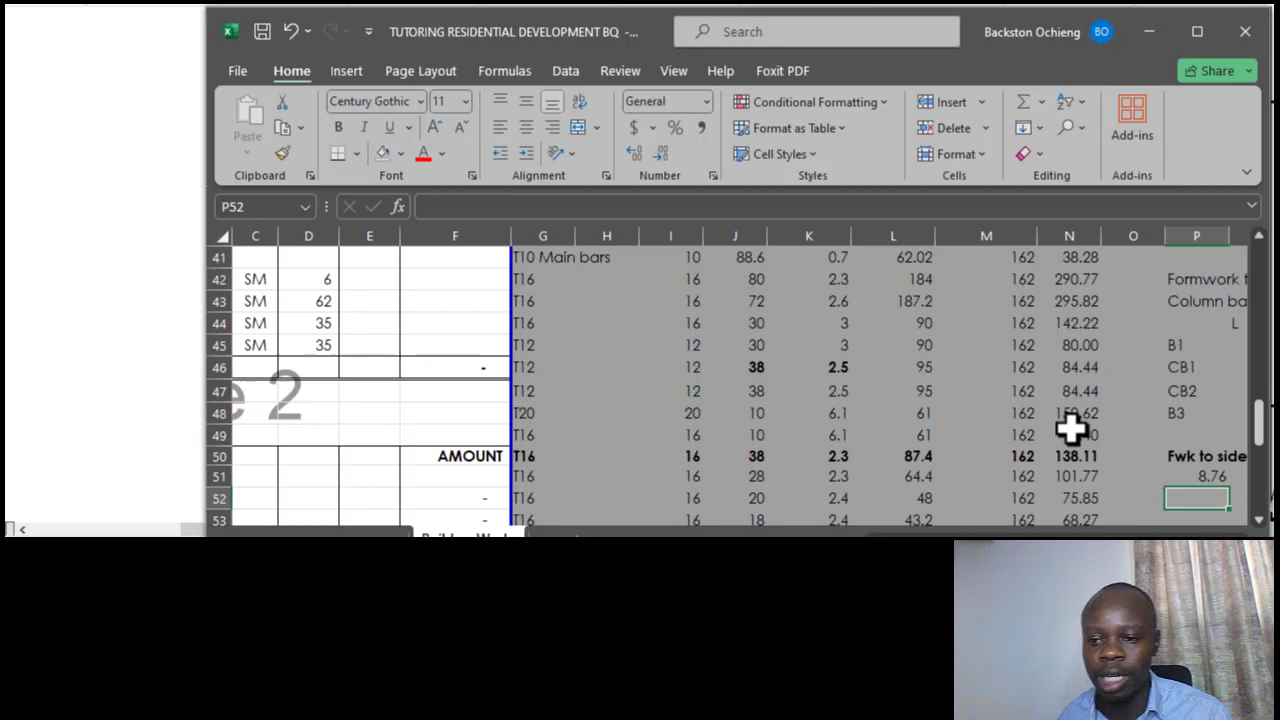 TUTORING RESIDENTIAL DEVELOPMENT BQ -... Search Backston Ochieng BO
File Home Insert Page Layout Formulas Data Review View Help Foxit PDF Share
Paste Century Gothic 11 General Conditional Formatting Insert
B I U $ % Format as Table Delete Add-ins
Cell Styles Format
Clipboard Font Alignment Number Styles Cells Editing Add-ins
P52 fx
C D E F G H I J K L M N O P
41 T10 Main bars 10 88.6 0.7 62.02 162 38.28
42 SM 6 T16 16 80 2.3 184 162 290.77 Formwork
43 SM 62 T16 16 72 2.6 187.2 162 295.82 Column ba
44 SM 35 T16 16 30 3 90 162 142.22 L
45 SM 35 T12 12 30 3 90 162 80.00 B1
46 - T12 12 38 2.5 95 162 84.44 CB1
47 T12 12 38 2.5 95 162 84.44 CB2
e 2
48 T20 20 10 6.1 61 162 B3
49 T16 16 10 6.1 61 162
50 AMOUNT T16 16 38 2.3 87.4 162 138.11 Fwk to side
51 T16 16 28 2.3 64.4 162 101.77 8.76
52 - T16 16 20 2.4 48 162 75.85
53 - T16 16 18 2.4 43.2 162 68.27